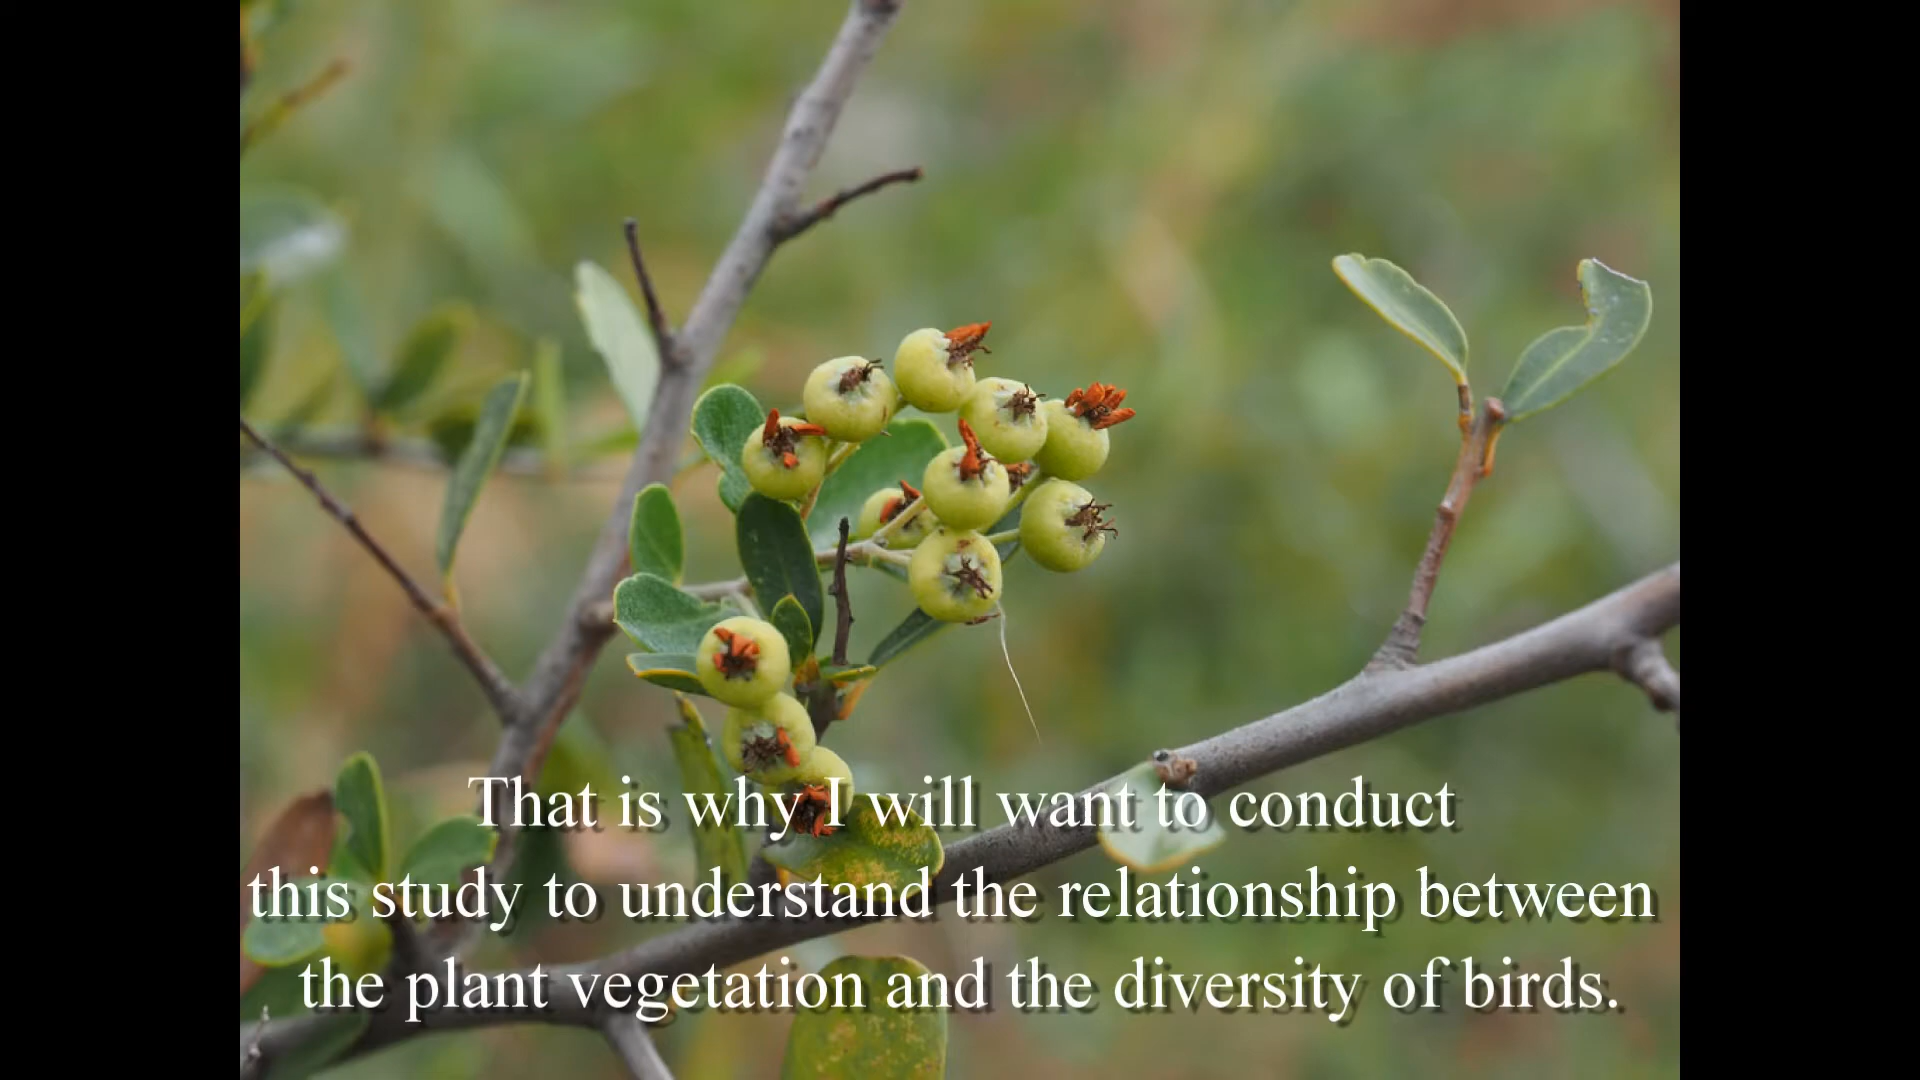 That is why I will want to conduct
this study to understand the relationship between
the plant vegetation and the diversity of birds.